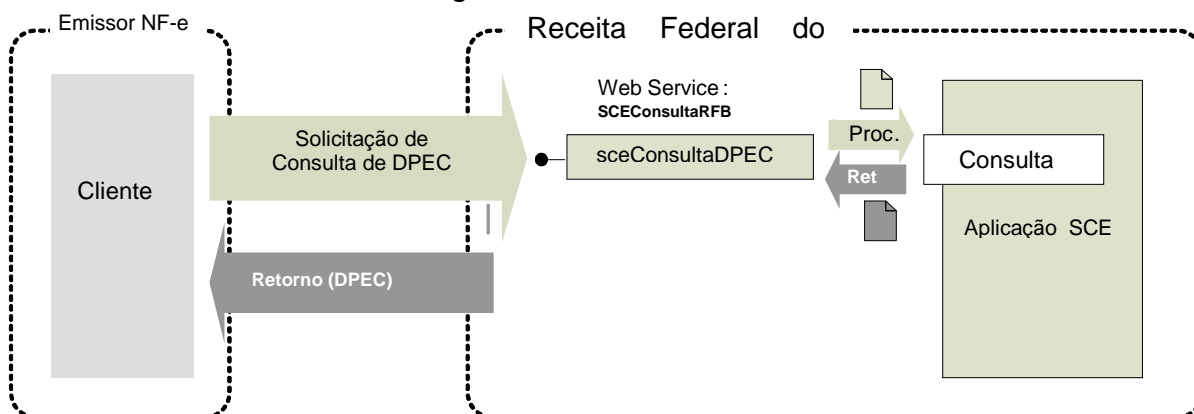 Emissor NF-e
Receita Federal do
Web Service :
SCEConsultaRFB
Solicitação de
Consulta de DPEC
sceConsultaDPEC
Proc.
Ret
Consulta
Cliente
Aplicação SCE
Retorno (DPEC)